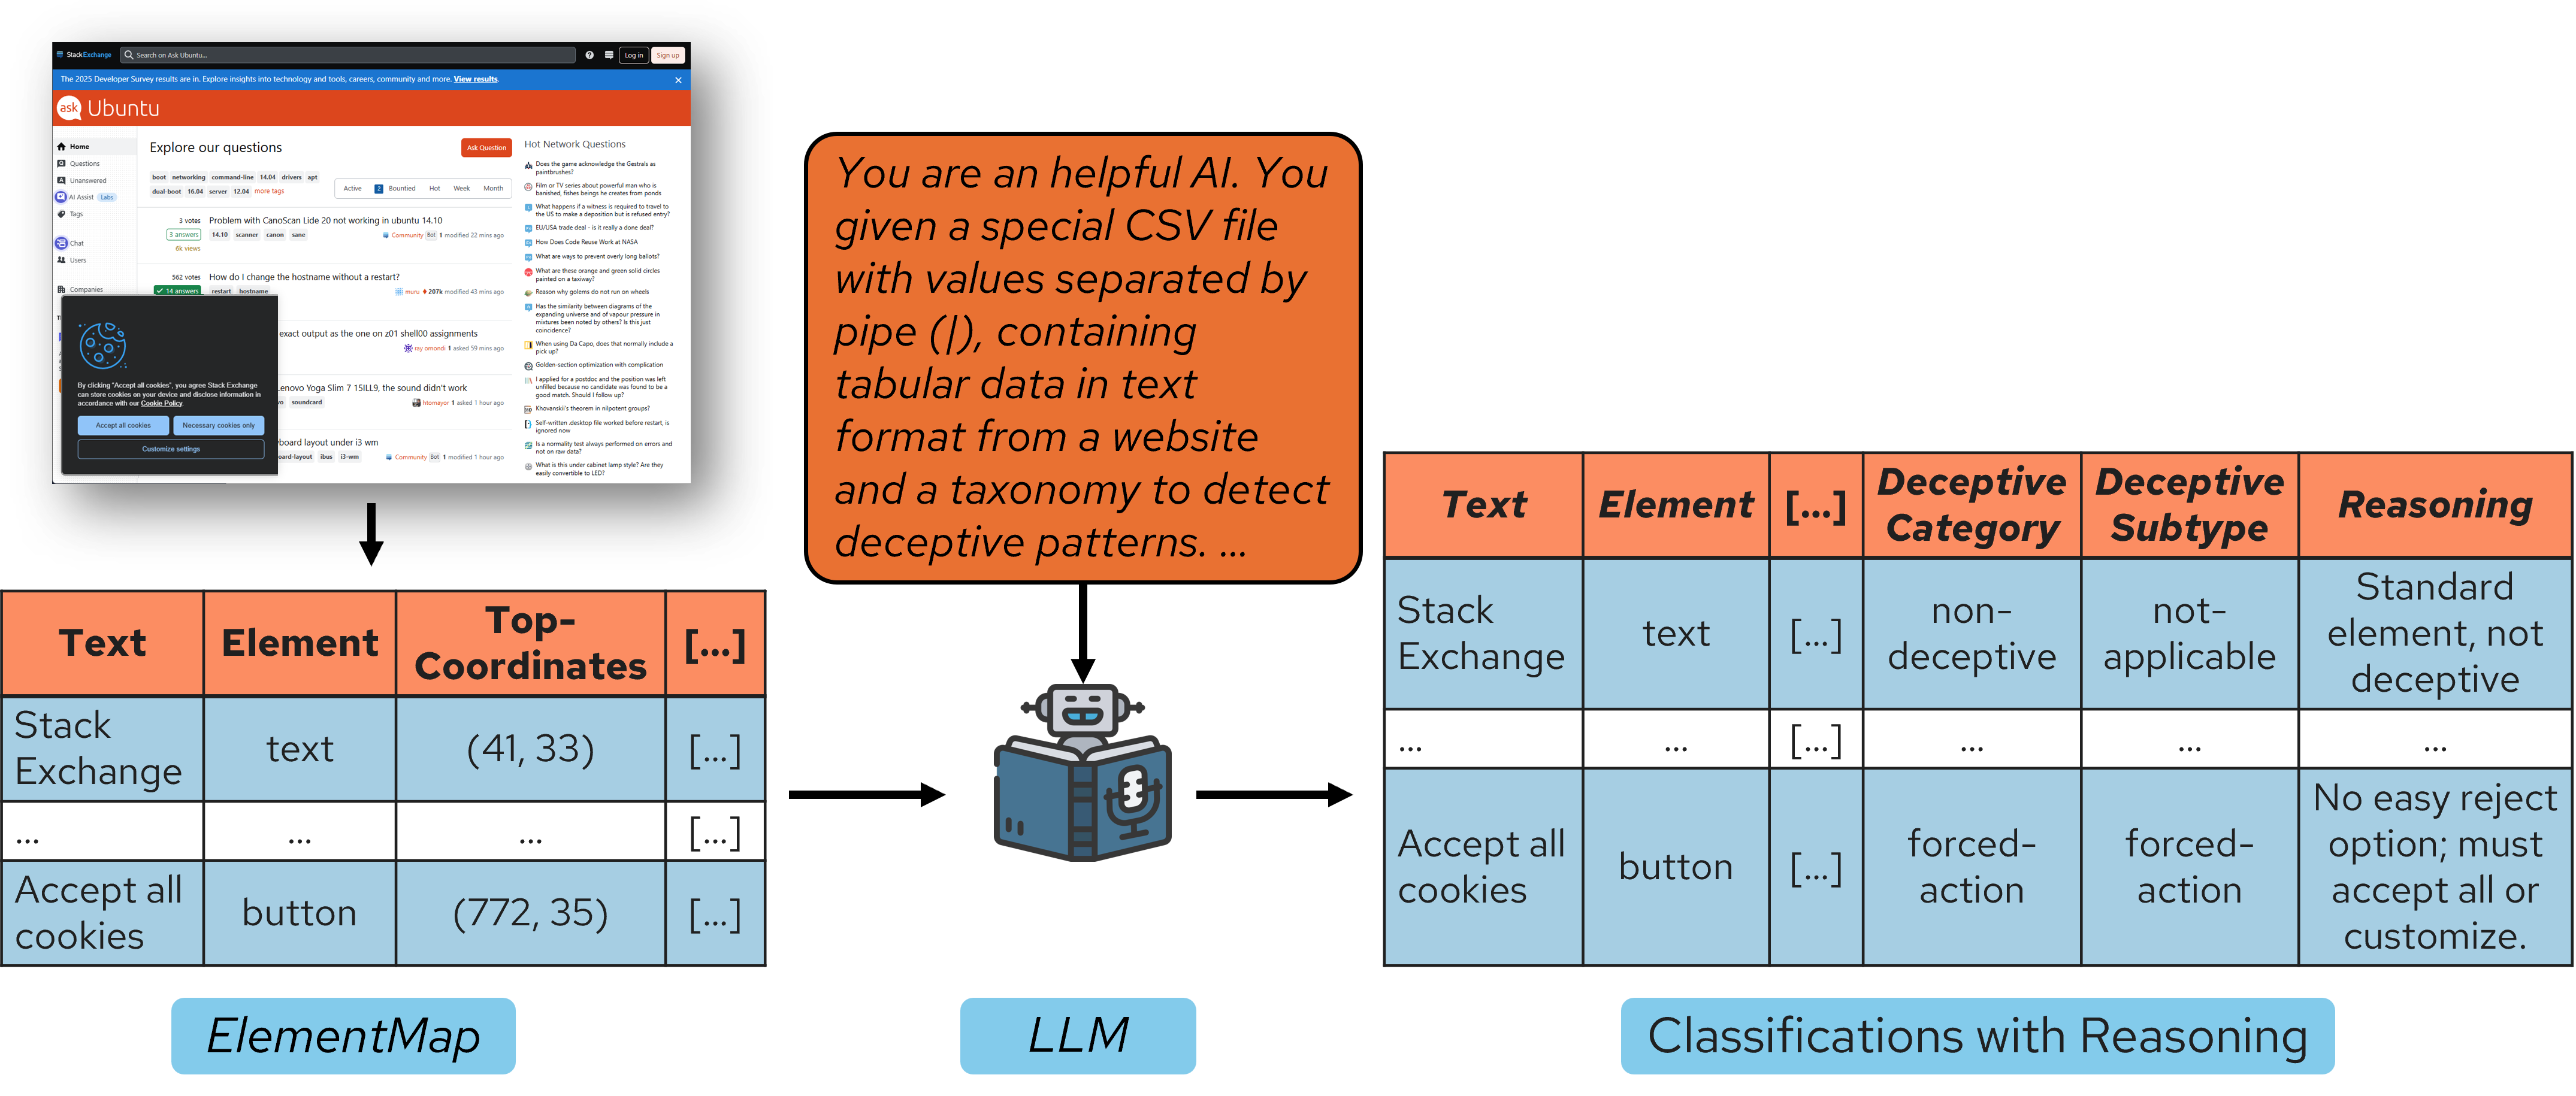 StackExchange
Search on Ask Ubuntu...
Log in
Sign up
The 2025 Developer Survey results are in. Explore insights into technology and tools, careers, community and more. View results.
ask Ubuntu
Home
Questions
Unanswered
AI Assist Labs
Tags
Chat
Users
Companies
Explore our questions
Ask Question
boot networking command-line 14.04 drivers apt
dual-boot 16.04 server 12.04 more tags
Active 2 Bountied Hot Week Month
3 votes
3 answers
6k views
Problem with CanoScan Lide 20 not working in ubuntu 14.10
14.10 scanner canon sane
Community Bot 1 modified 22 mins ago
562 votes
14 answers
How do I change the hostname without a restart?
restart hostname
muru 207k modified 43 mins ago
exact output as the one on z01 shell00 assignments
ray omondi 1 asked 59 mins ago
Lenovo Yoga Slim 7 15ILL9, the sound didn't work
soundcard
htomayor 1 asked 1 hour ago
board layout under i3 wm
oard-layout ibus i3-wm
Community Bot 1 modified 1 hour ago
By clicking "Accept all cookies", you agree Stack Exchange
can store cookies on your device and disclose information in
accordance with our Cookie Policy.
Accept all cookies
Necessary cookies only
Customize settings
Hot Network Questions
Does the game acknowledge the Gestrals as
paintbrushes?
Film or TV series about powerful man who is
banished, fishes beings he creates from ponds
What happens if a witness is required to travel to
the US to make a deposition but is refused entry?
EU/USA trade deal - is it really a done deal?
How Does Code Reuse Work at NASA
What are ways to prevent overly long ballots?
What are these orange and green solid circles
painted on a taxiway?
Reason why golems do not run on wheels
Has the similarity between diagrams of the
expanding universe and of vapour pressure in
mixtures been noted by others? Is this just
coincidence?
When using Da Capo, does that normally include a
pick up?
Golden-section optimization with complication
I applied for a postdoc and the position was left
unfilled because no candidate was found to be a
good match. Should I follow up?
Khovanskii's theorem in nilpotent groups?
Self-written .desktop file worked before restart, is
ignored now
Is a normality test always performed on errors and
not on raw data?
What is this under cabinet lamp style? Are they
easily convertible to LED?
Text Element Top-Coordinates [...]
Stack Exchange text (41, 33) [...]
... ... ... [...]
Accept all cookies button (772, 35) [...]
ElementMap
You are an helpful AI. You
given a special CSV file
with values separated by
pipe (|), containing
tabular data in text
format from a website
and a taxonomy to detect
deceptive patterns. ...
LLM
Text Element [...] Deceptive Category Deceptive Subtype Reasoning
Stack Exchange text [...] non-deceptive not-applicable Standard element, not deceptive
... ... [...] ... ... ...
Accept all cookies button [...] forced-action forced-action No easy reject option; must accept all or customize.
Classifications with Reasoning